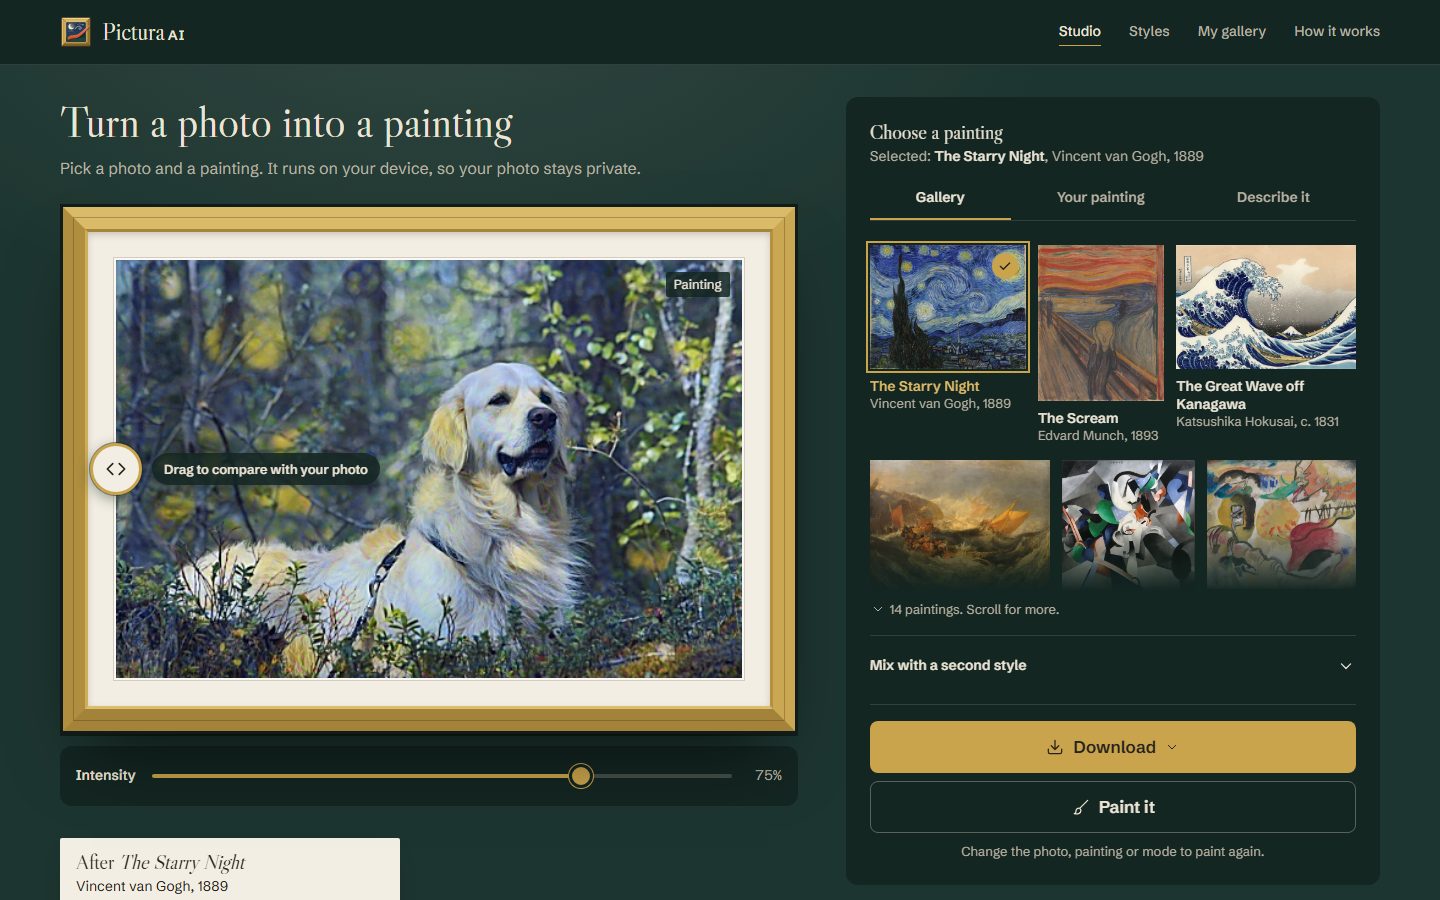 Pictura AI
Studio
Styles
My gallery
How it works
Turn a photo into a painting
Pick a photo and a painting. It runs on your device, so your photo stays private.
Painting
Drag to compare with your photo
Intensity
75%
After The Starry Night
Vincent van Gogh, 1889
Choose a painting
Selected: The Starry Night, Vincent van Gogh, 1889
Gallery
Your painting
Describe it
The Starry Night
Vincent van Gogh, 1889
The Scream
Edvard Munch, 1893
The Great Wave off
Kanagawa
Katsushika Hokusai, c. 1831
14 paintings. Scroll for more.
Mix with a second style
Download
Paint it
Change the photo, painting or mode to paint again.